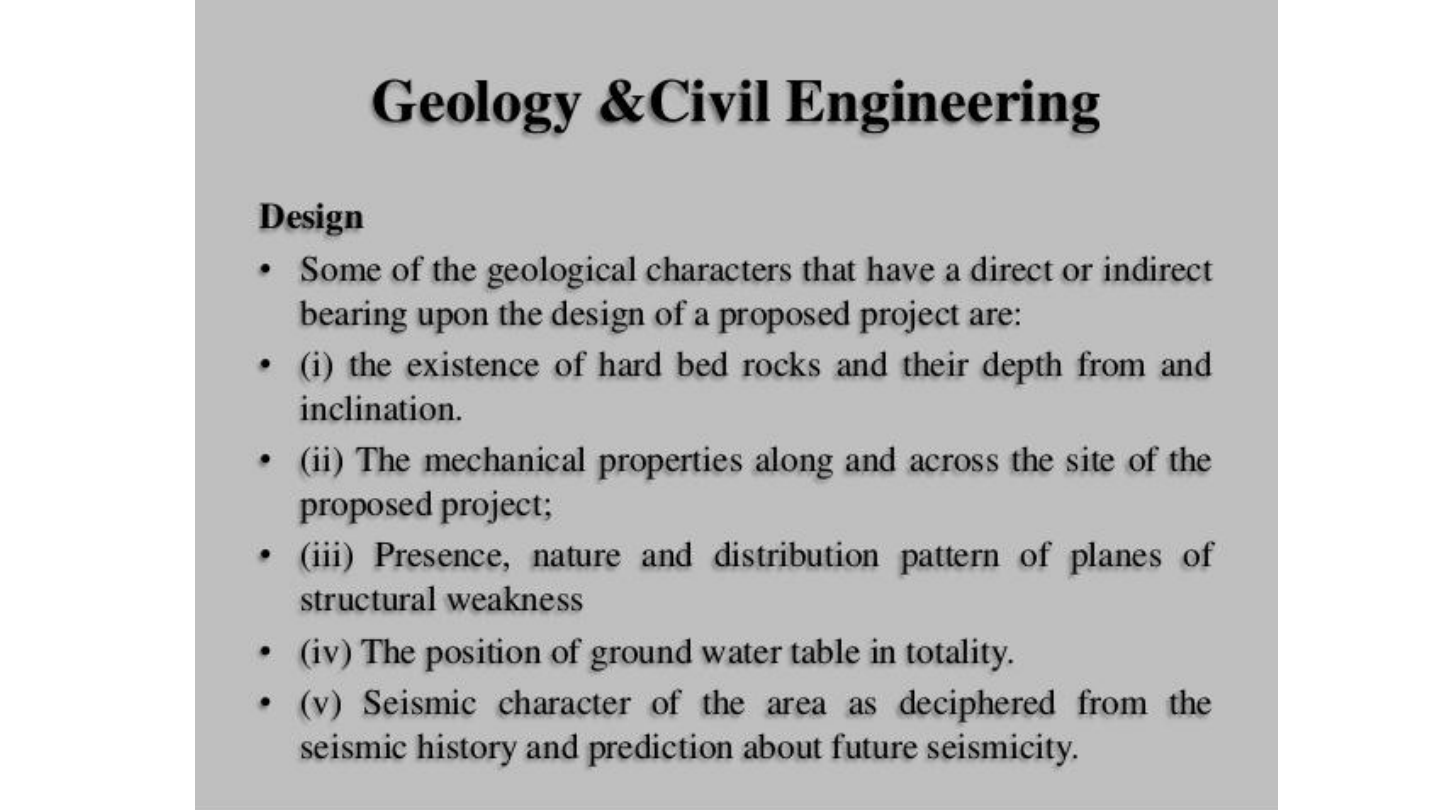 Geology &Civil Engineering
Design
• Some of the geological characters that have a direct or indirect
bearing upon the design of a proposed project are:
• (i) the existence of hard bed rocks and their depth from and
inclination.
• (ii) The mechanical properties along and across the site of the
proposed project;
• (iii) Presence, nature and distribution pattern of planes of
structural weakness
• (iv) The position of ground water table in totality.
• (v) Seismic character of the area as deciphered from the
seismic history and prediction about future seismicity.